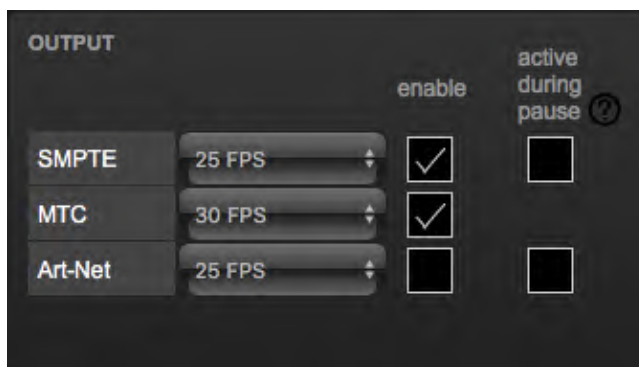 OUTPUT
enable
active
during
pause ?
SMPTE 25 FPS
MTC 30 FPS
Art-Net 25 FPS